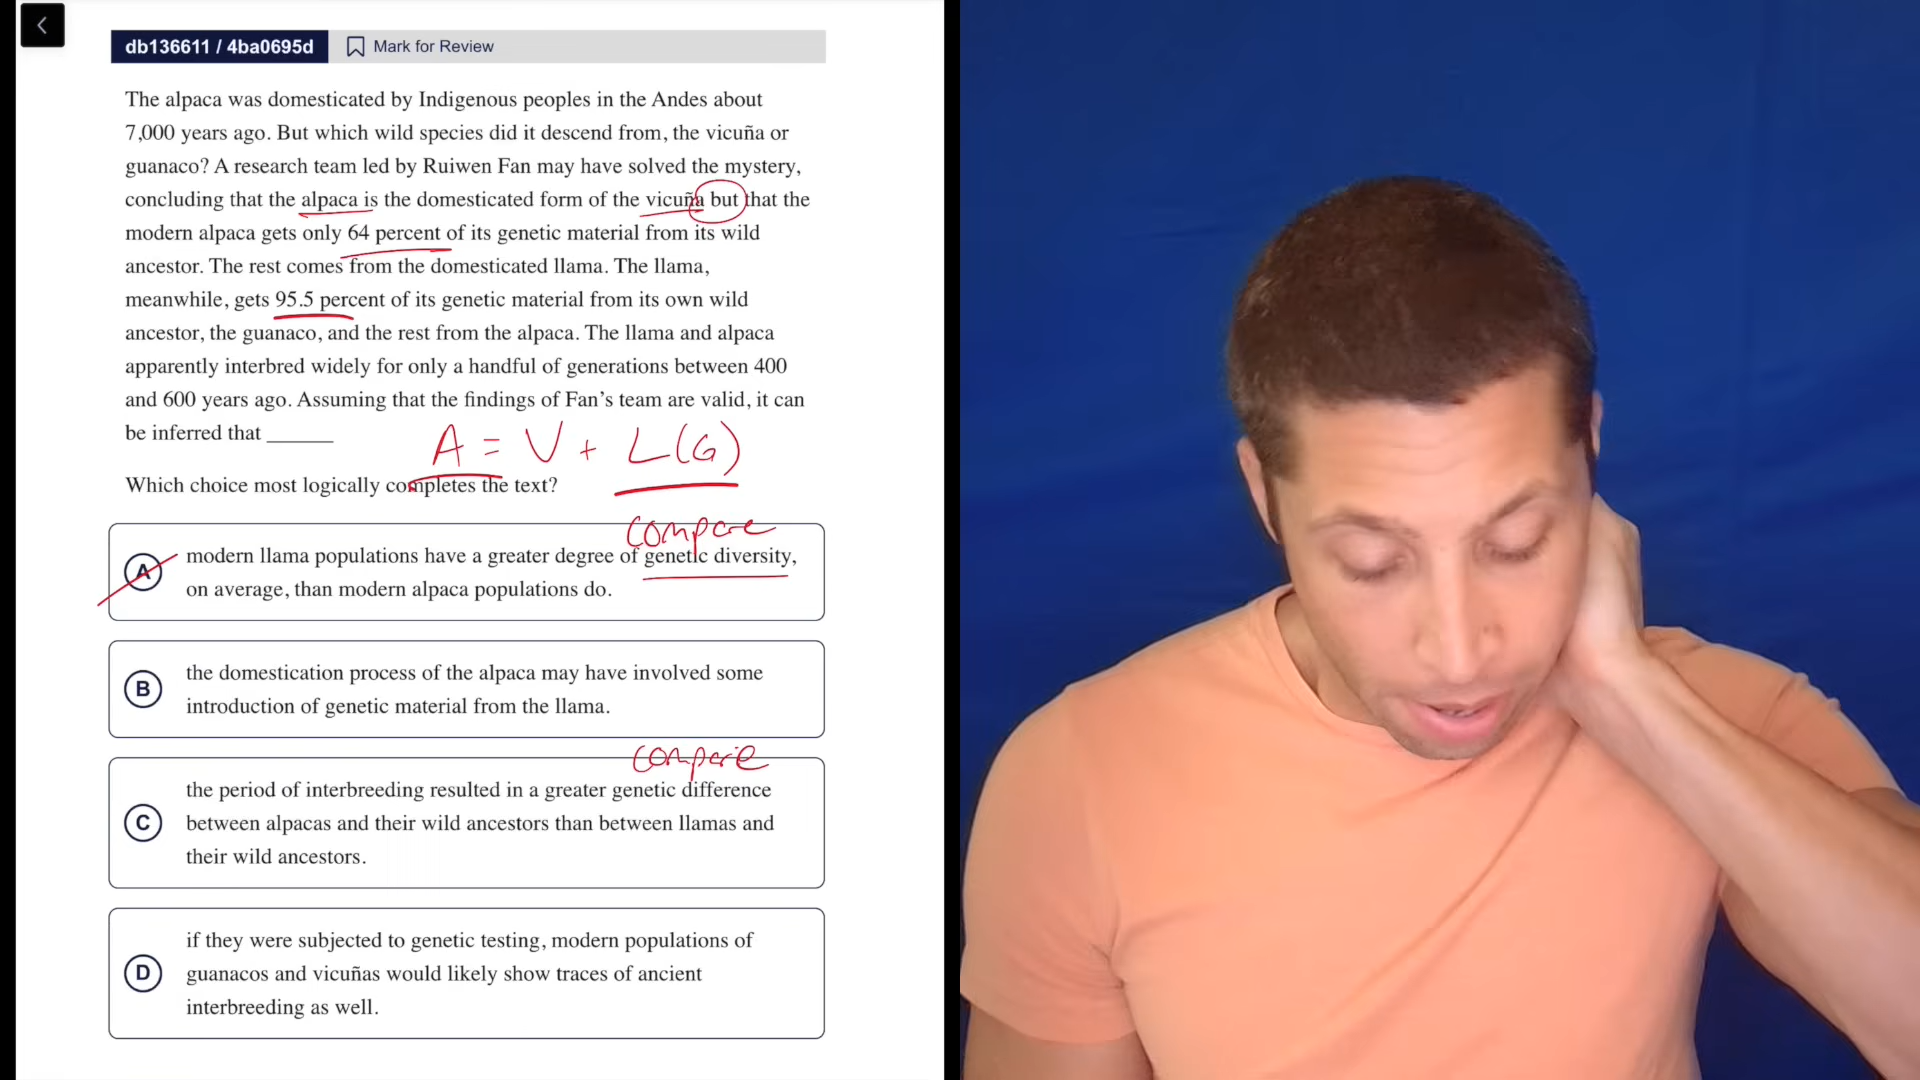 db136611 / 4ba0695d
Mark for Review
The alpaca was domesticated by Indigenous peoples in the Andes about
7,000 years ago. But which wild species did it descend from, the vicuña or
guanaco? A research team led by Ruiwen Fan may have solved the mystery,
concluding that the alpaca is the domesticated form of the vicuña but that the
modern alpaca gets only 64 percent of its genetic material from its wild
ancestor. The rest comes from the domesticated llama. The llama,
meanwhile, gets 95.5 percent of its genetic material from its own wild
ancestor, the guanaco, and the rest from the alpaca. The llama and alpaca
apparently interbred widely for only a handful of generations between 400
and 600 years ago. Assuming that the findings of Fan's team are valid, it can
be inferred that ______
A = V + L(G)
Which choice most logically completes the text?
compare
A
modern llama populations have a greater degree of genetic diversity,
on average, than modern alpaca populations do.
B
the domestication process of the alpaca may have involved some
introduction of genetic material from the llama.
compare
C
the period of interbreeding resulted in a greater genetic difference
between alpacas and their wild ancestors than between llamas and
their wild ancestors.
D
if they were subjected to genetic testing, modern populations of
guanacos and vicuñas would likely show traces of ancient
interbreeding as well.